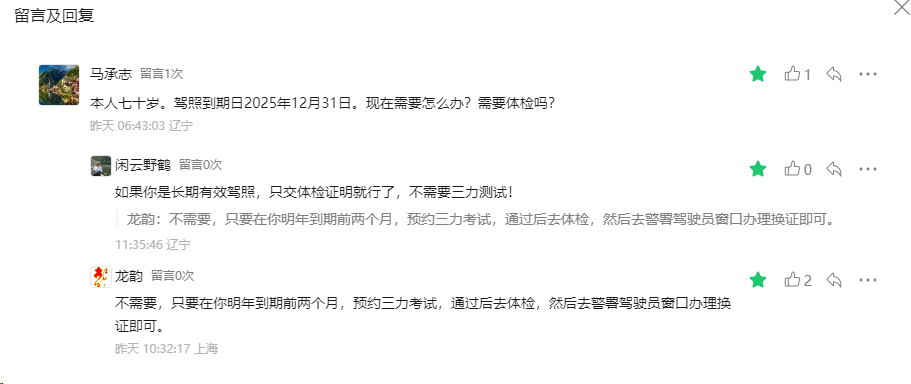 留言及回复
马承志 留言1次
1
本人七十岁。驾照到期日2025年12月31日。现在需要怎么办？需要体检吗？
昨天 06:43:03 辽宁
闲云野鹤 留言0次
0
如果你是长期有效驾照，只交体检证明就行了，不需要三力测试！
龙韵：不需要，只要在你明年到期前两个月，预约三力考试，通过后去体检，然后去警署驾驶员窗口办理换证即可。
11:35:46 辽宁
龙韵 留言0次
2
不需要，只要在你明年到期前两个月，预约三力考试，通过后去体检，然后去警署驾驶员窗口办理换
证即可。
昨天 10:32:17 上海